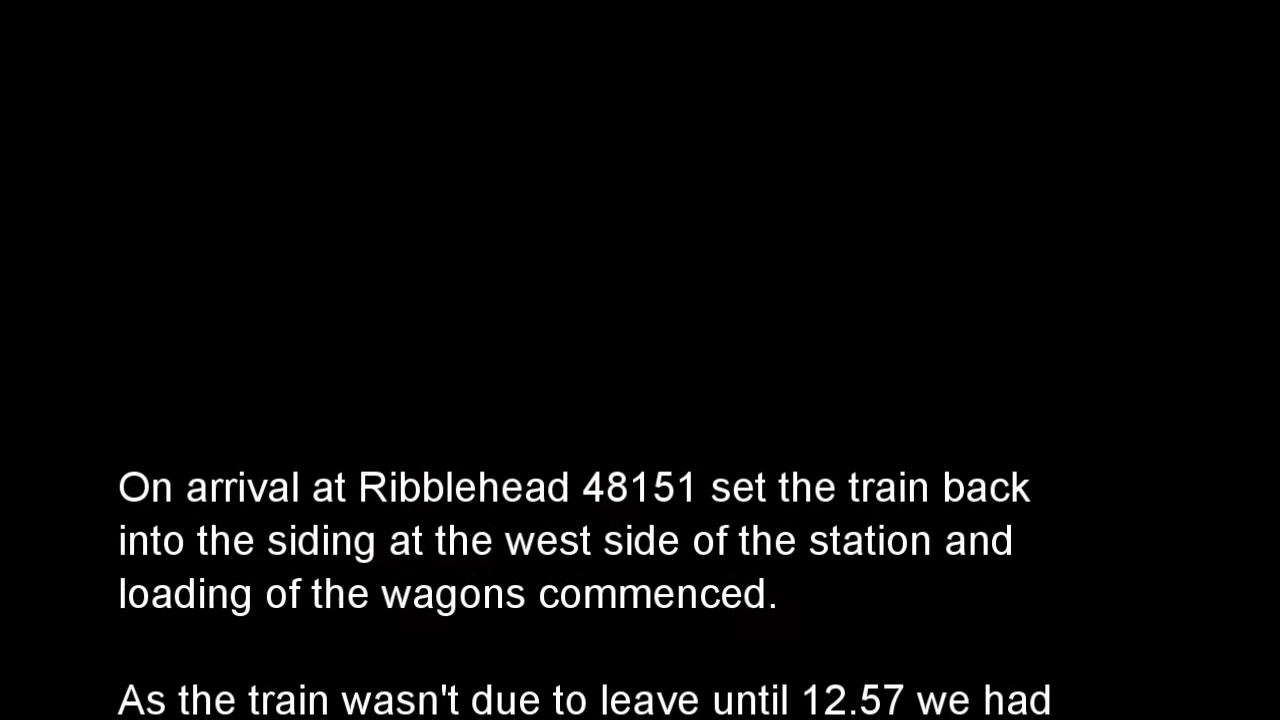 On arrival at Ribblehead 48151 set the train back
into the siding at the west side of the station and
loading of the wagons commenced.
As the train wasn't due to leave until 12.57 we had